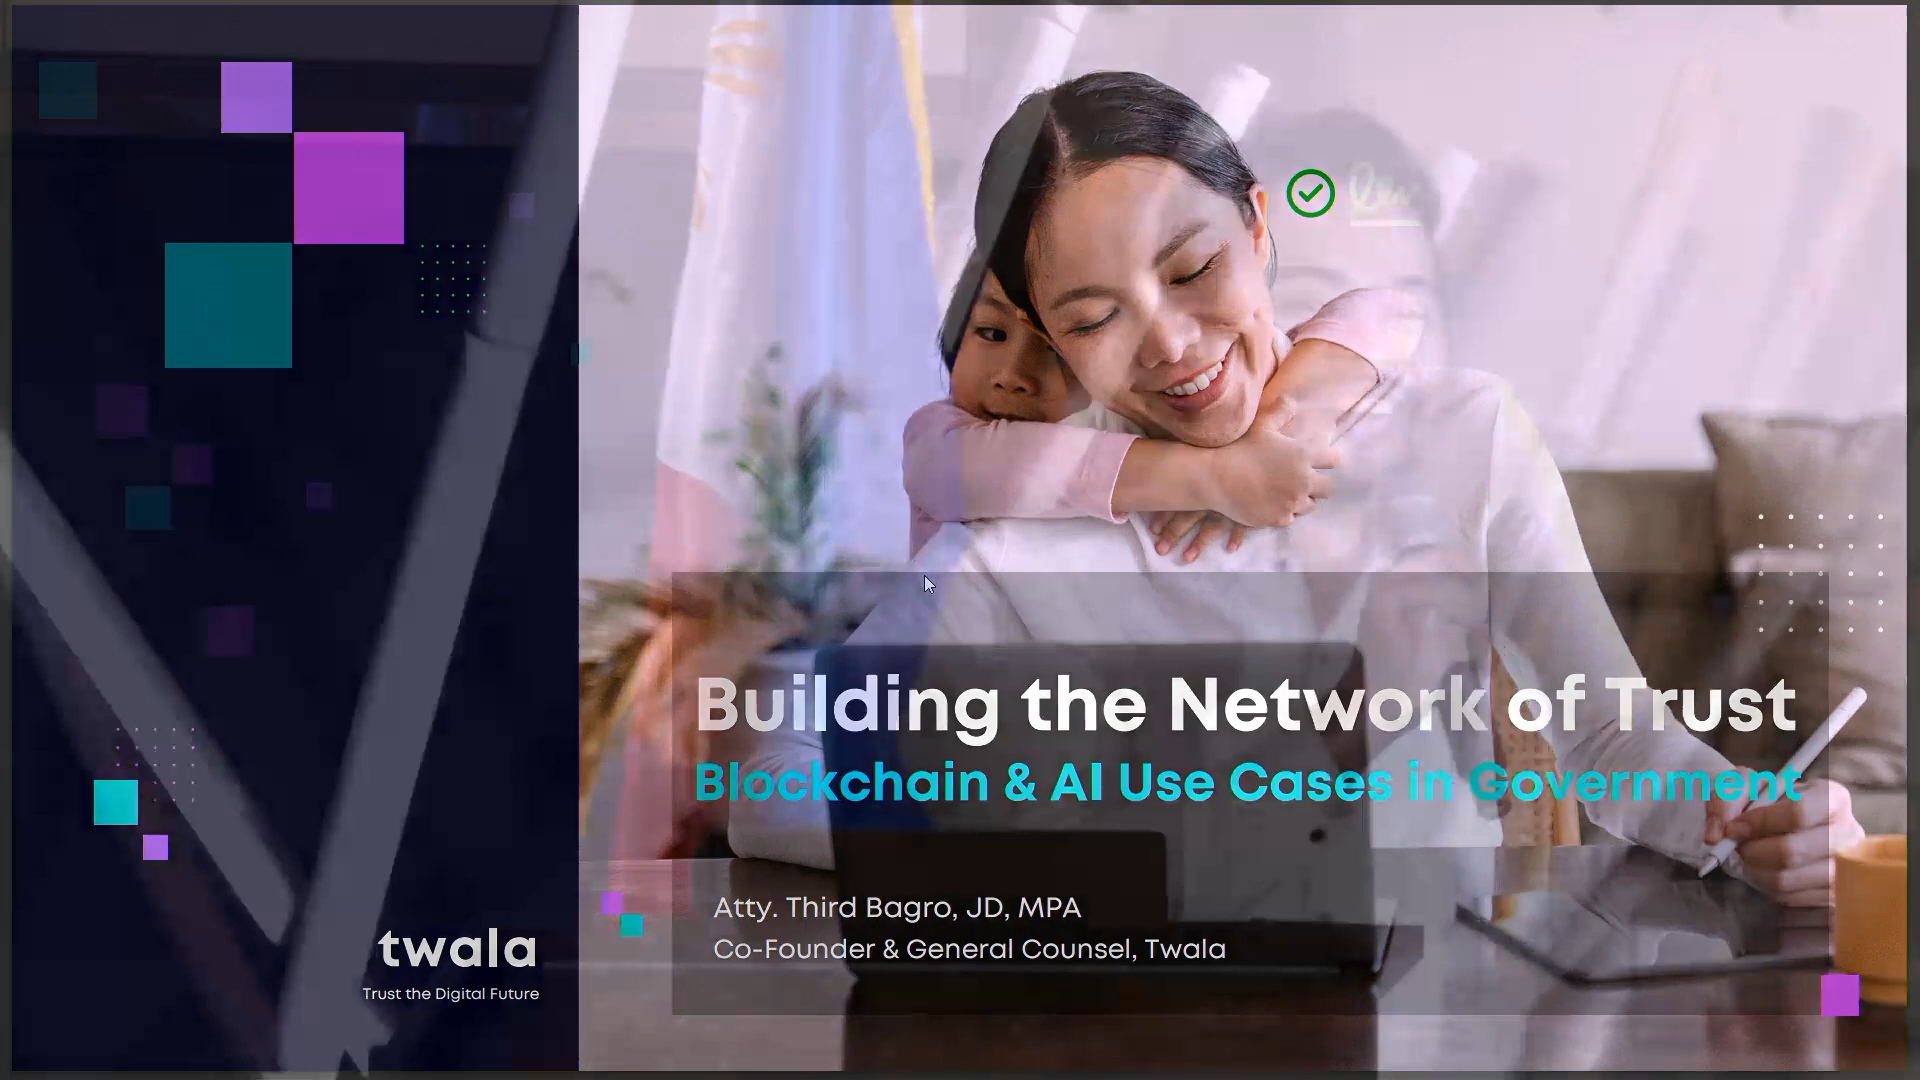 Building the Network of Trust
Blockchain & AI Use Cases in Government
Atty. Third Bagro, JD, MPA
Co-Founder & General Counsel, Twala
twala
Trust the Digital Future